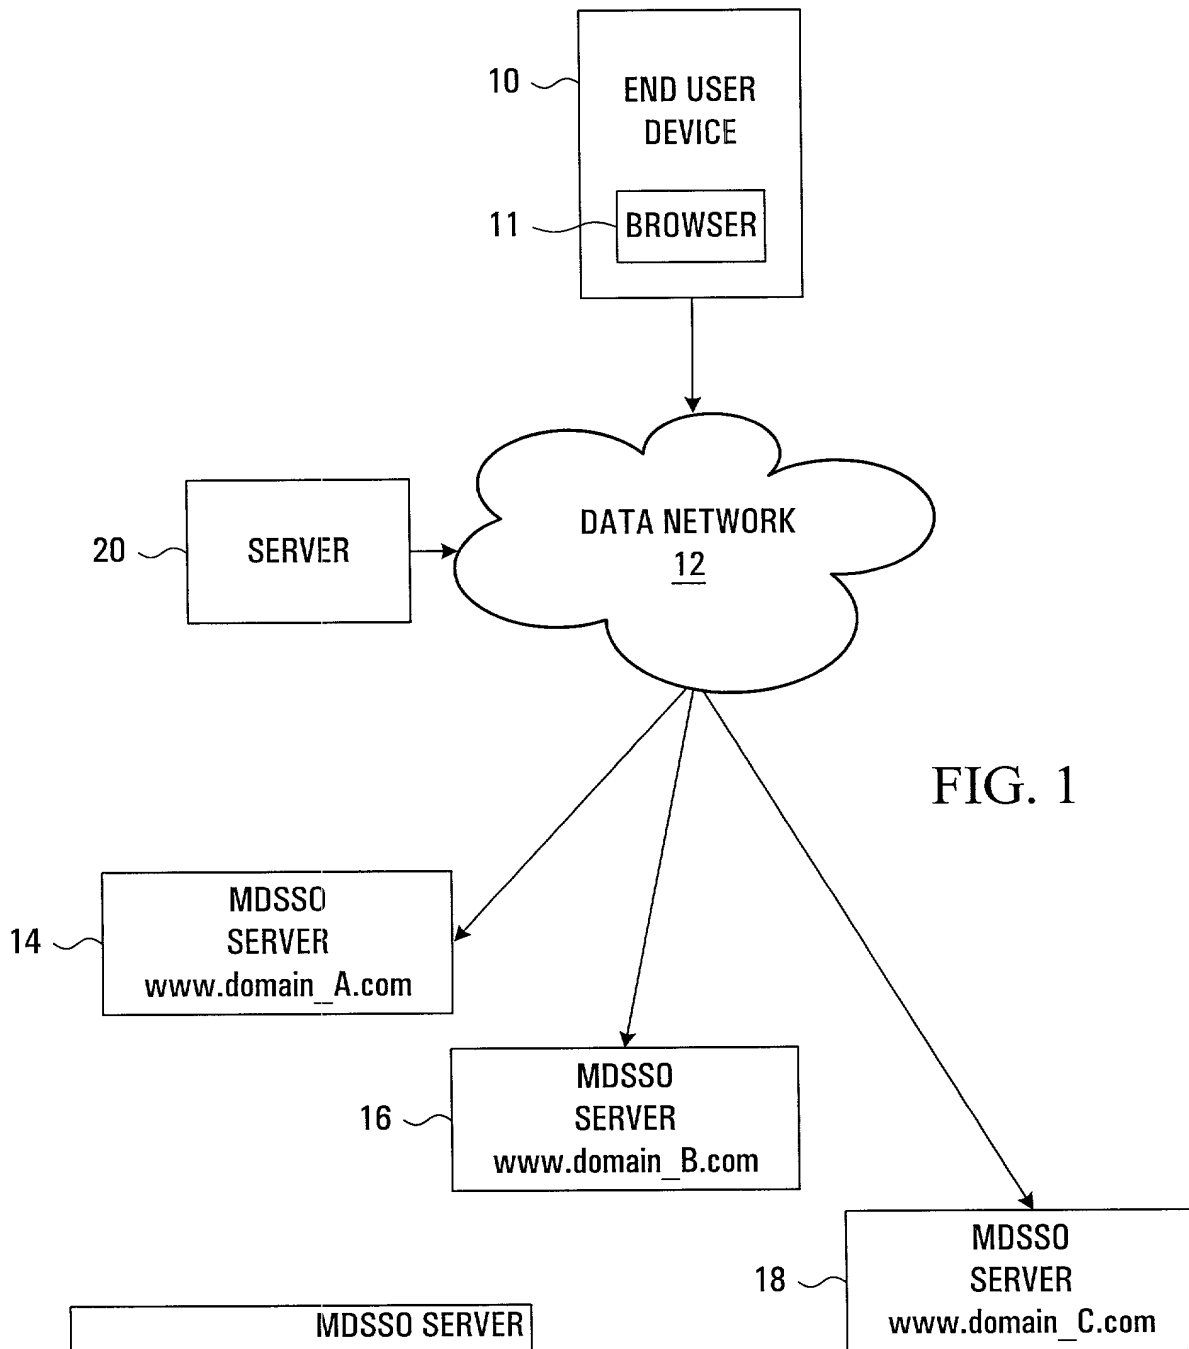 10
END USER
DEVICE
11
BROWSER
20
SERVER
DATA NETWORK
12
FIG. 1
14
MDSSO
SERVER
www.domain_A.com
16
MDSSO
SERVER
www.domain_B.com
18
MDSSO
SERVER
www.domain_C.com
MDSSO SERVER